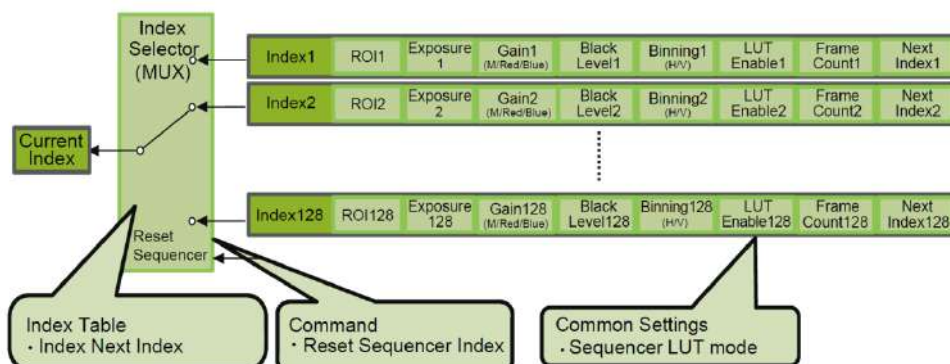 Index
Selector
(MUX)
Index1 ROI1 Exposure 1 Gain1 (M/Red/Blue) Black Level1 Binning1 (H/V) LUT Enable1 Frame Count1 Next Index1
Index2 ROI2 Exposure 2 Gain2 (M/Red/Blue) Black Level2 Binning2 (H/V) LUT Enable2 Frame Count2 Next Index2
Current
Index
Index128 ROI128 Exposure 128 Gain128 (M/Red/Blue) Black Level128 Binning128 (H/V) LUT Enable128 Frame Count128 Next Index128
Reset
Sequencer
Index Table
・Index Next Index
Command
・Reset Sequencer Index
Common Settings
・Sequencer LUT mode